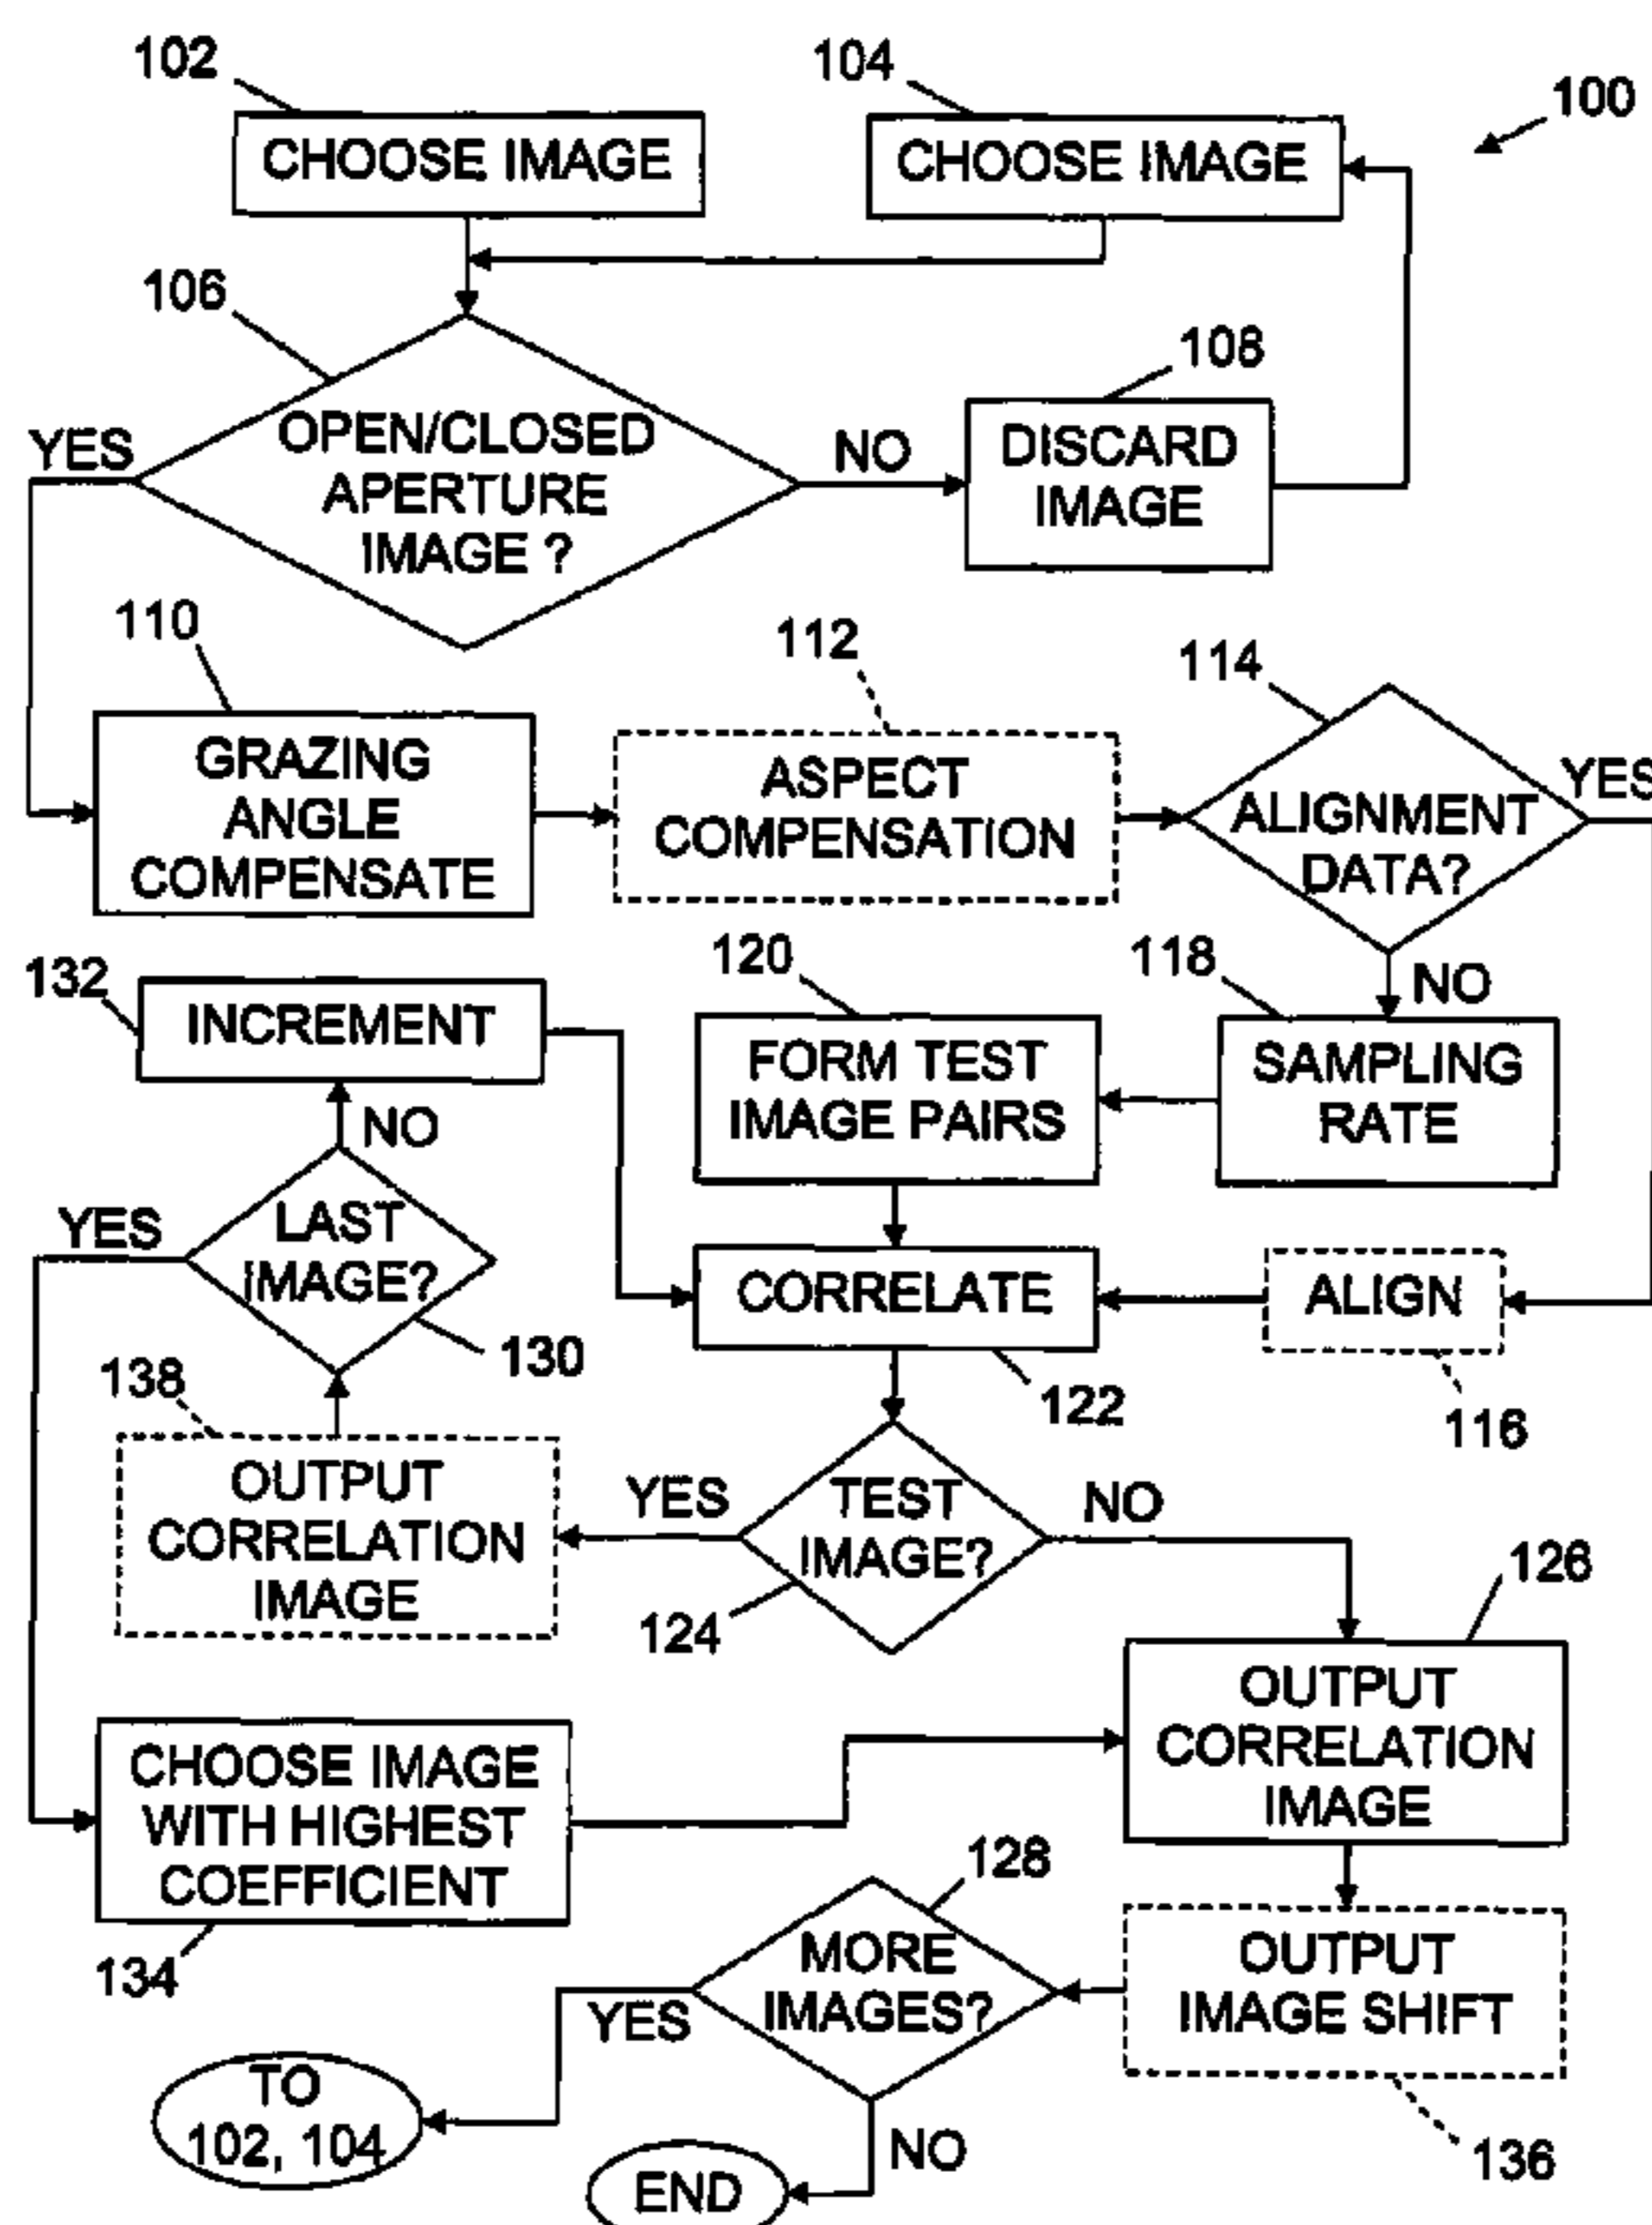 102
104
100
CHOOSE IMAGE
CHOOSE IMAGE
106
108
YES
OPEN/CLOSED
APERTURE
IMAGE ?
NO
DISCARD
IMAGE
110
112
114
GRAZING
ANGLE
COMPENSATE
ASPECT
COMPENSATION
ALIGNMENT
DATA?
YES
132
INCREMENT
120
118
NO
FORM TEST
IMAGE PAIRS
SAMPLING
RATE
NO
YES
LAST
IMAGE?
CORRELATE
ALIGN
130
138
122
116
OUTPUT
CORRELATION
IMAGE
YES
TEST
IMAGE?
NO
124
126
OUTPUT
CORRELATION
IMAGE
CHOOSE IMAGE
WITH HIGHEST
COEFFICIENT
134
128
MORE
IMAGES?
OUTPUT
IMAGE SHIFT
YES
TO
102, 104
NO
END
136